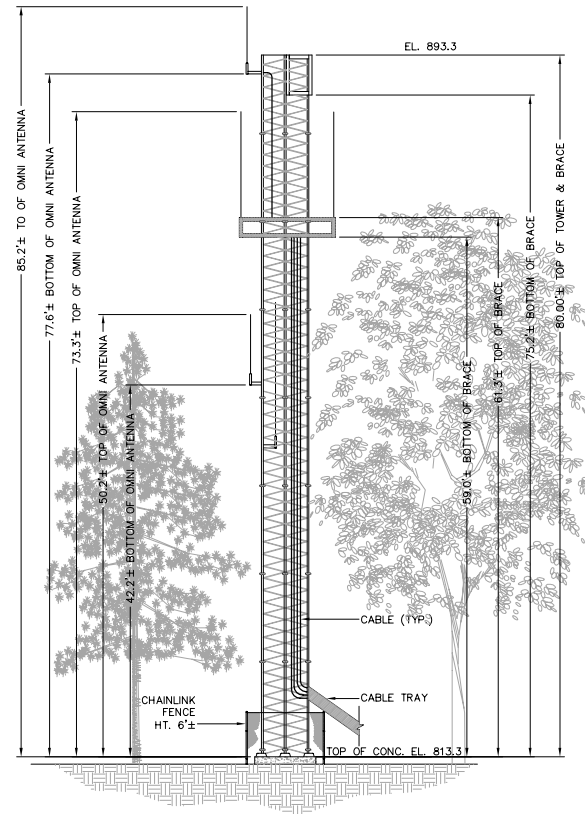 EL. 893.3
85.2'± TO OF OMNI ANTENNA
77.6'± BOTTOM OF OMNI ANTENNA
73.3'± TOP OF OMNI ANTENNA
50.2'± TOP OF OMNI ANTENNA
42.2'± BOTTOM OF OMNI ANTENNA
59.0'± BOTTOM OF BRACE
61.3'± TOP OF BRACE
75.2'± BOTTOM OF BRACE
80.00'± TOP OF TOWER & BRACE
CABLE (TYP.)
CABLE TRAY
CHAINLINK
FENCE
HT. 6'±
TOP OF CONC. EL. 813.3